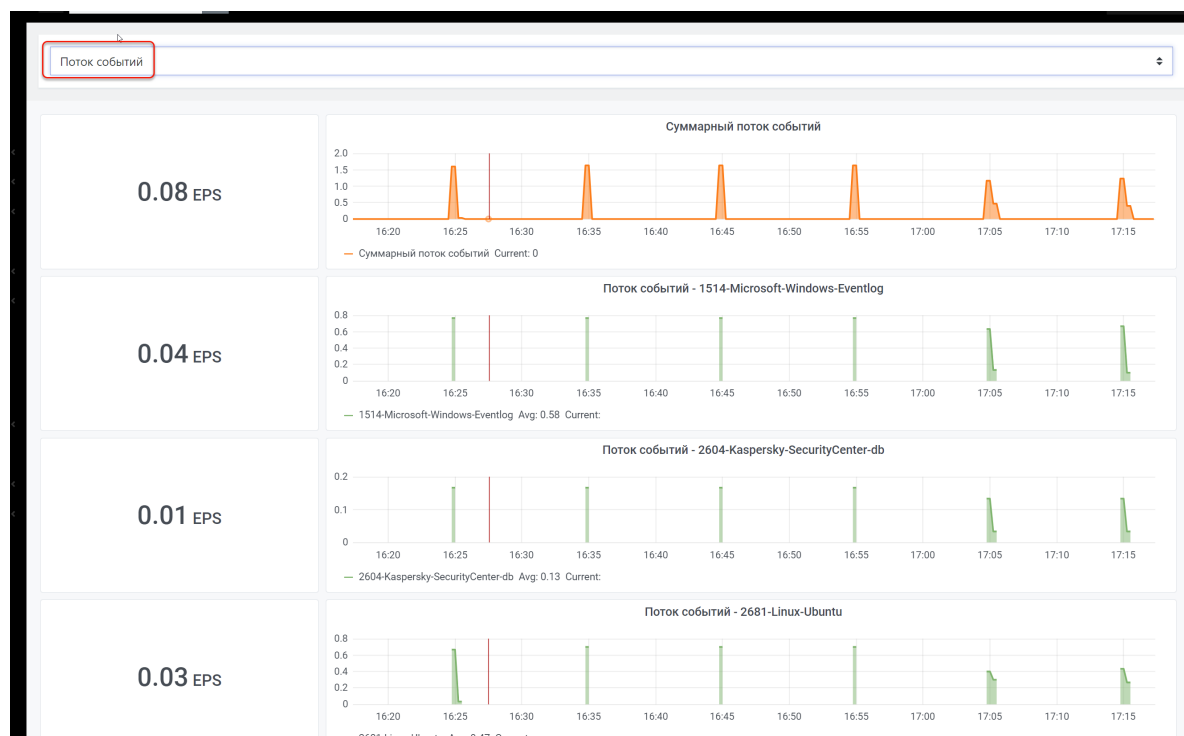 Поток событий
0.08 EPS
Суммарный поток событий
2.0
1.5
1.0
0.5
0
16:20 16:25 16:30 16:35 16:40 16:45 16:50 16:55 17:00 17:05 17:10 17:15
Суммарный поток событий Current: 0
0.04 EPS
Поток событий - 1514-Microsoft-Windows-Eventlog
0.8
0.6
0.4
0.2
0
16:20 16:25 16:30 16:35 16:40 16:45 16:50 16:55 17:00 17:05 17:10 17:15
1514-Microsoft-Windows-Eventlog Avg: 0.58 Current:
0.01 EPS
Поток событий - 2604-Kaspersky-SecurityCenter-db
0.2
0.1
0
16:20 16:25 16:30 16:35 16:40 16:45 16:50 16:55 17:00 17:05 17:10 17:15
2604-Kaspersky-SecurityCenter-db Avg: 0.13 Current:
0.03 EPS
Поток событий - 2681-Linux-Ubuntu
0.8
0.6
0.4
0.2
0
16:20 16:25 16:30 16:35 16:40 16:45 16:50 16:55 17:00 17:05 17:10 17:15